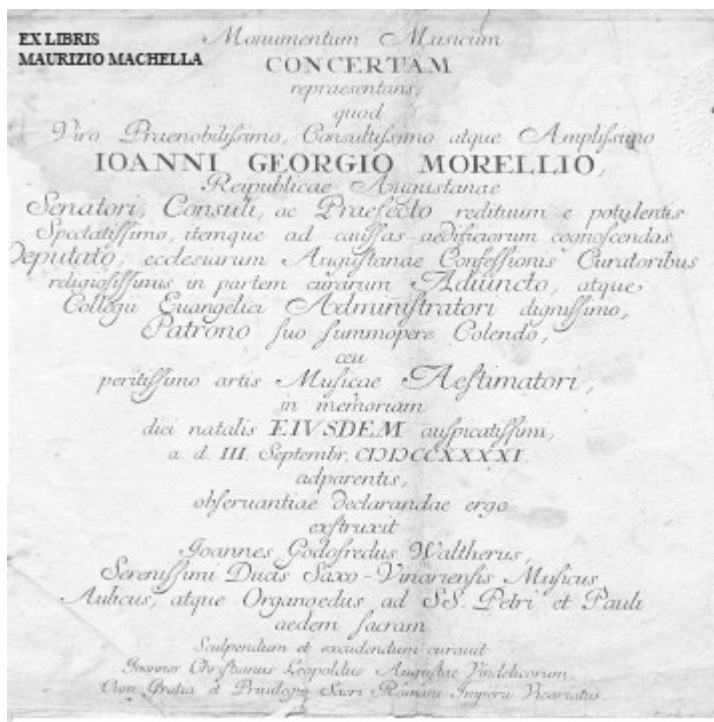 EX LIBRIS
MAURIZIO MACHELLA
Monumentum Musicum
CONCERTAM
repraesentans,
quod
Viro Praenobilissimo, Consultissimo atque Amplissimo
IOANNI GEORGIO MORELLIO,
Reipublicae Augustanae
Senatori, Consuli, ac Praefecto redituum e potulentis
Spectatissimo, itemque ad caussas aedificiorum cognoscendas
Deputato, ecclesiarum Augustanae Confessionis Curatoribus
religiosissimis in partem curarum Adiuncto, atque
Collegii Euangelici Administratori dignissimo,
Patrono suo summopere Colendo,
ceu
peritissimo artis Musicae Aestimatori,
in memoriam
diei natalis EIVSDEM auspicatissimi,
a. d. III. Septembr. CIƆIƆCCXXXXI.
adparentis,
obseruantiae declarandae ergo
exstruxit
Joannes Godofredus Waltherus,
Serenissimi Ducis Saxo-Vinariensis Musicus
Aulicus, atque Organoedus ad SS. Petri et Pauli
aedem sacram
Sculpendum et excudendum curauit
Joannes Christianus Leopoldus Augustae Vindelicorum.
Cum Gratia et Privilegio Sacri Romani Imperii Vicariatus.